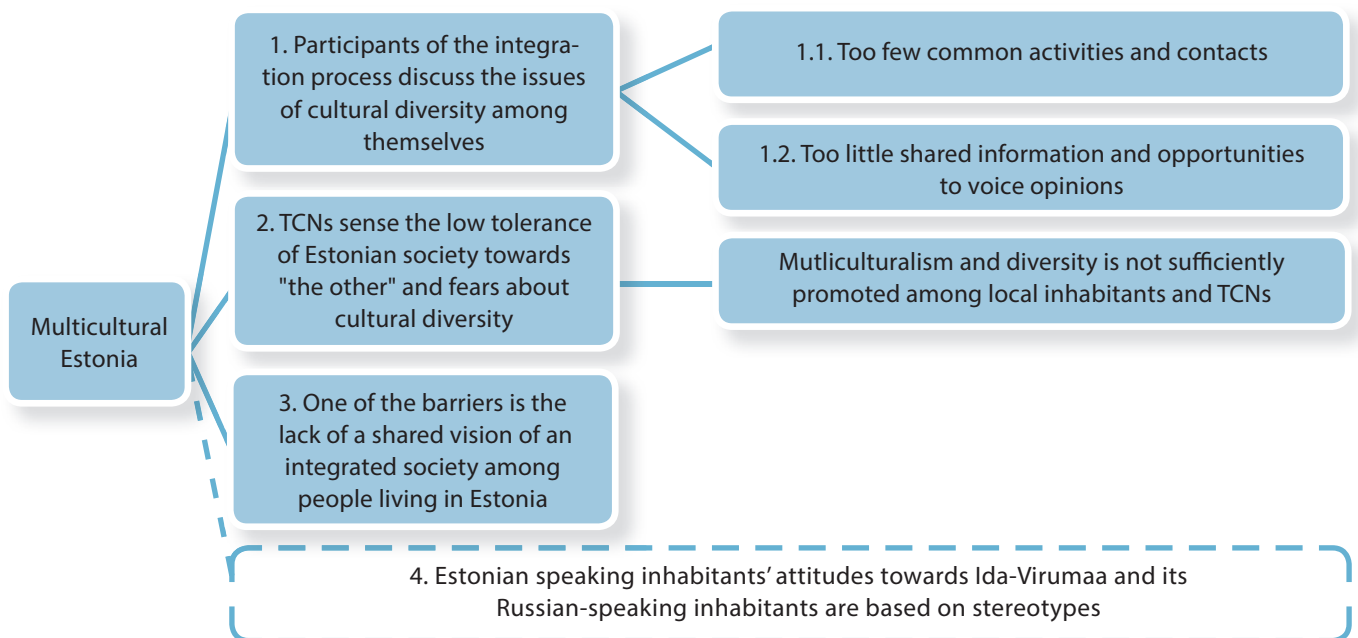 Multicultural
Estonia
1. Participants of the integra-
tion process discuss the issues
of cultural diversity among
themselves
1.1. Too few common activities and contacts
1.2. Too little shared information and opportunities
to voice opinions
2. TCNs sense the low tolerance
of Estonian society towards
"the other" and fears about
cultural diversity
Mutliculturalism and diversity is not sufficiently
promoted among local inhabitants and TCNs
3. One of the barriers is the
lack of a shared vision of an
integrated society among
people living in Estonia
4. Estonian speaking inhabitants’ attitudes towards Ida-Virumaa and its
Russian-speaking inhabitants are based on stereotypes